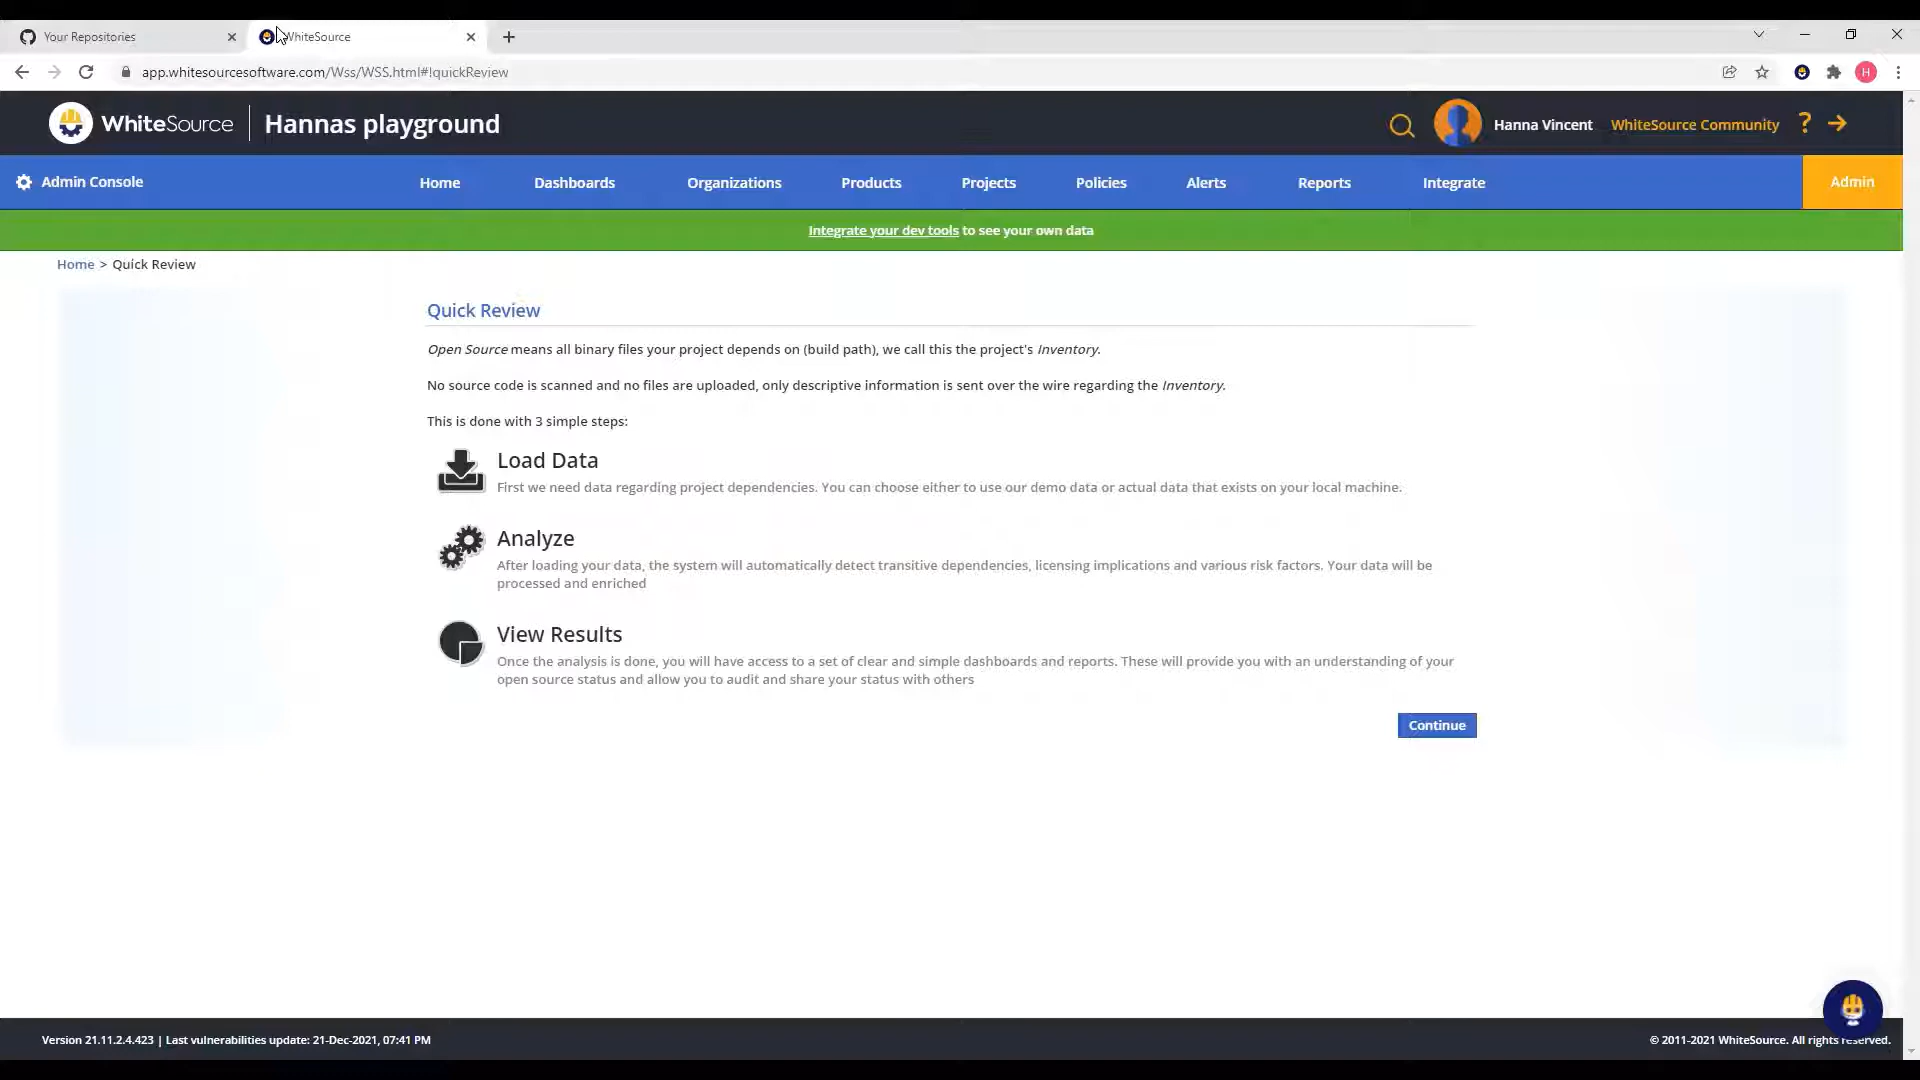 Your Repositories
WhiteSource
app.whitesourcesoftware.com/Wss/WSS.html#!quickReview
H
WhiteSource
Hannas playground
Hanna Vincent
WhiteSource Community
?
Admin Console
Home
Dashboards
Organizations
Products
Projects
Policies
Alerts
Reports
Integrate
Admin
Integrate your dev tools to see your own data
Home > Quick Review
Quick Review
Open Source means all binary files your project depends on (build path), we call this the project's Inventory.
No source code is scanned and no files are uploaded, only descriptive information is sent over the wire regarding the Inventory.
This is done with 3 simple steps:
Load Data
First we need data regarding project dependencies. You can choose either to use our demo data or actual data that exists on your local machine.
Analyze
After loading your data, the system will automatically detect transitive dependencies, licensing implications and various risk factors. Your data will be
processed and enriched
View Results
Once the analysis is done, you will have access to a set of clear and simple dashboards and reports. These will provide you with an understanding of your
open source status and allow you to audit and share your status with others
Continue
Version 21.11.2.4.423 | Last vulnerabilities update: 21-Dec-2021, 07:41 PM
© 2011-2021 WhiteSource. All rights reserved.